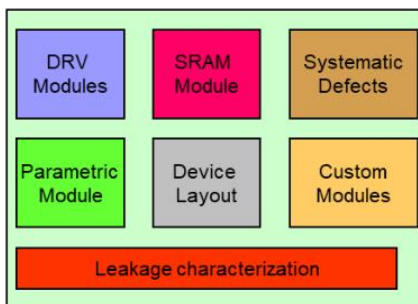 DRV
Modules
SRAM
Module
Systematic
Defects
Parametric
Module
Device
Layout
Custom
Modules
Leakage characterization